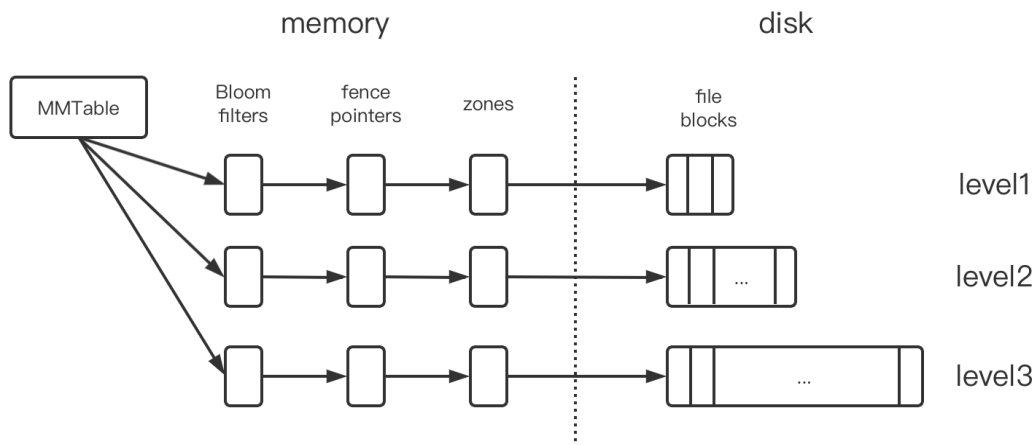 memory
disk
MMTable
Bloom
filters
fence
pointers
zones
file
blocks
level1
...
level2
...
level3